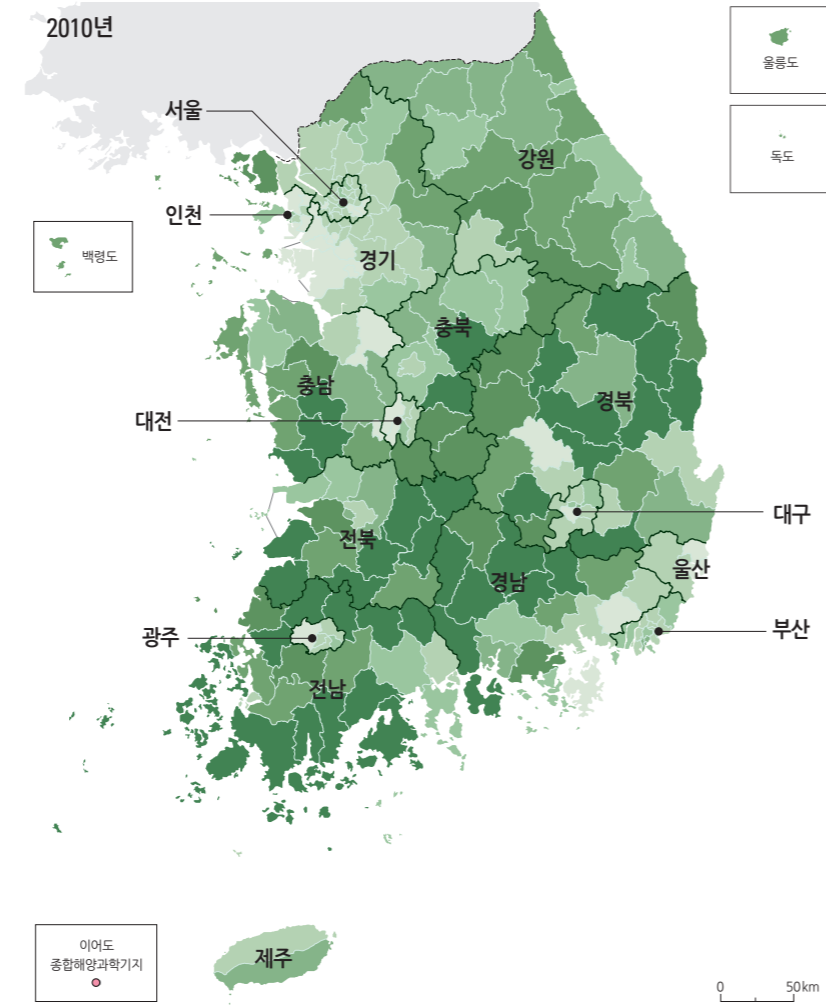 2010년
울릉도
서울
독도
강원
인천
백령도
경기
충북
충남
경북
대전
대구
전북
울산
경남
부산
광주
전남
이어도
종합해양과학기지
제주
0 50km